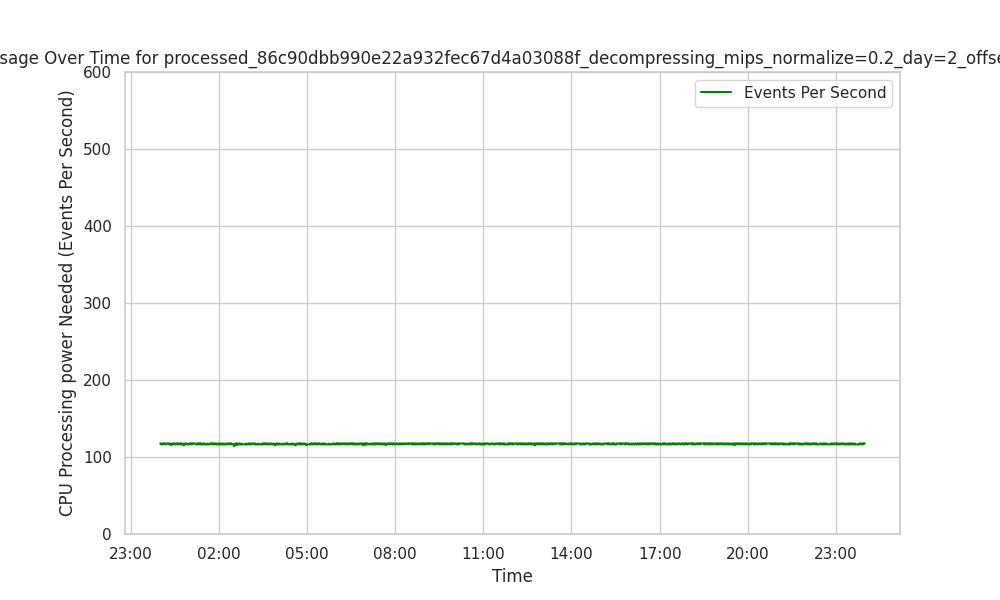 sage Over Time for processed_86c90dbb990e22a932fec67d4a03088f_decompressing_mips_normalize=0.2_day=2_offse
Events Per Second
CPU Processing power Needed (Events Per Second)
600
500
400
300
200
100
0
23:00 02:00 05:00 08:00 11:00 14:00 17:00 20:00 23:00
Time